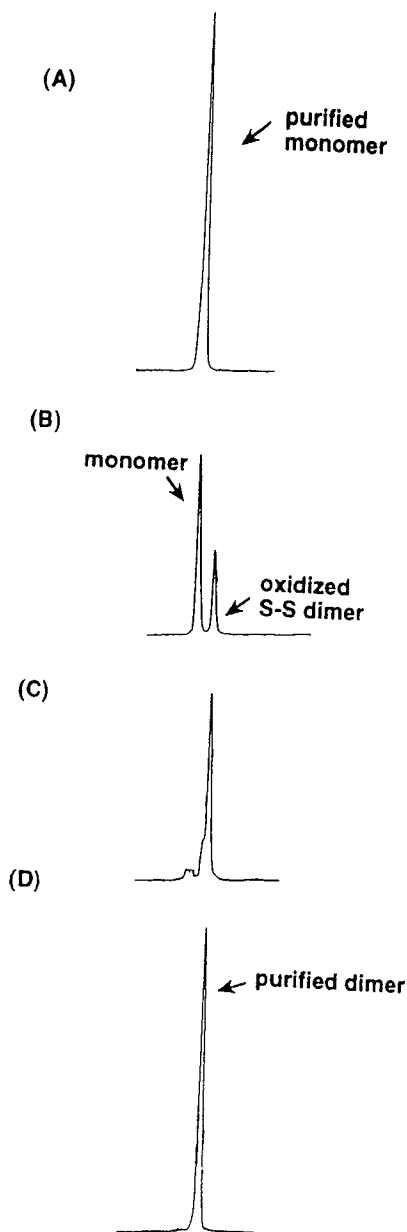 (A)
purified
monomer
(B)
monomer
oxidized
S-S dimer
(C)
(D)
purified dimer